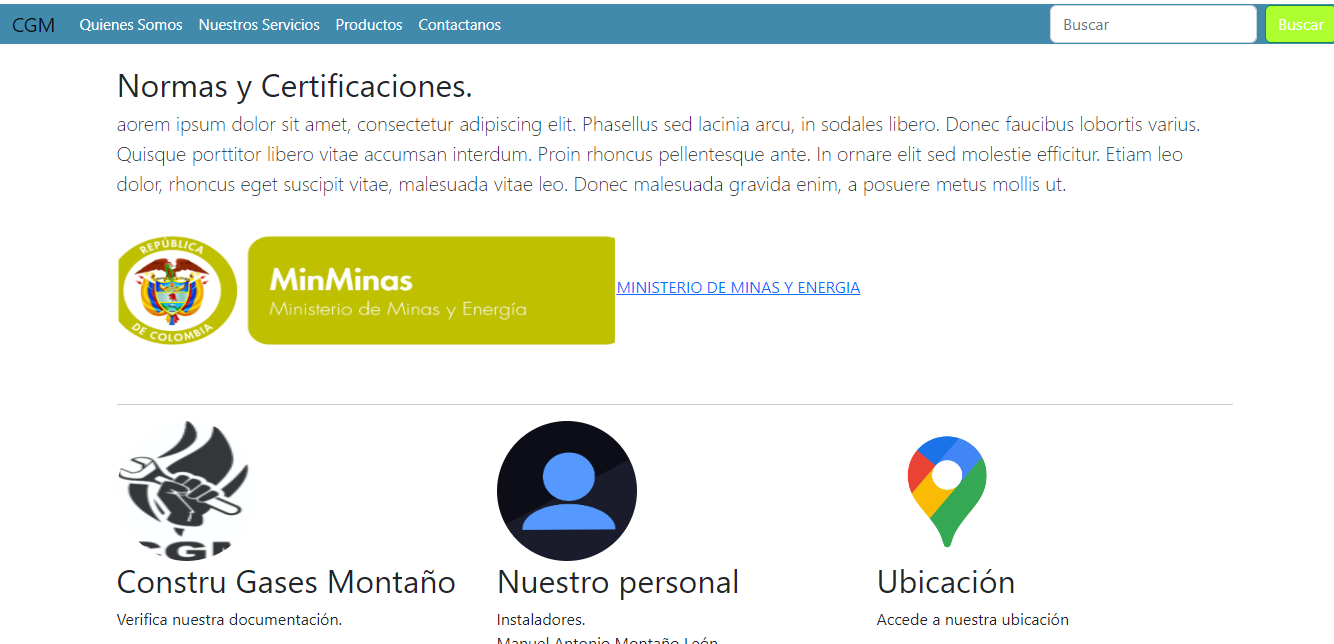 CGM Quienes Somos Nuestros Servicios Productos Contactanos Buscar Buscar
Normas y Certificaciones.
aorem ipsum dolor sit amet, consectetur adipiscing elit. Phasellus sed lacinia arcu, in sodales libero. Donec faucibus lobortis varius.
Quisque porttitor libero vitae accumsan interdum. Proin rhoncus pellentesque ante. In ornare elit sed molestie efficitur. Etiam leo
dolor, rhoncus eget suscipit vitae, malesuada vitae leo. Donec malesuada gravida enim, a posuere metus mollis ut.
REPÚBLICA
DE COLOMBIA
MinMinas
Ministerio de Minas y Energía
MINISTERIO DE MINAS Y ENERGIA
Constru Gases Montaño
Verifica nuestra documentación.
Nuestro personal
Instaladores.
Manuel Antonio Montaño León
Ubicación
Accede a nuestra ubicación